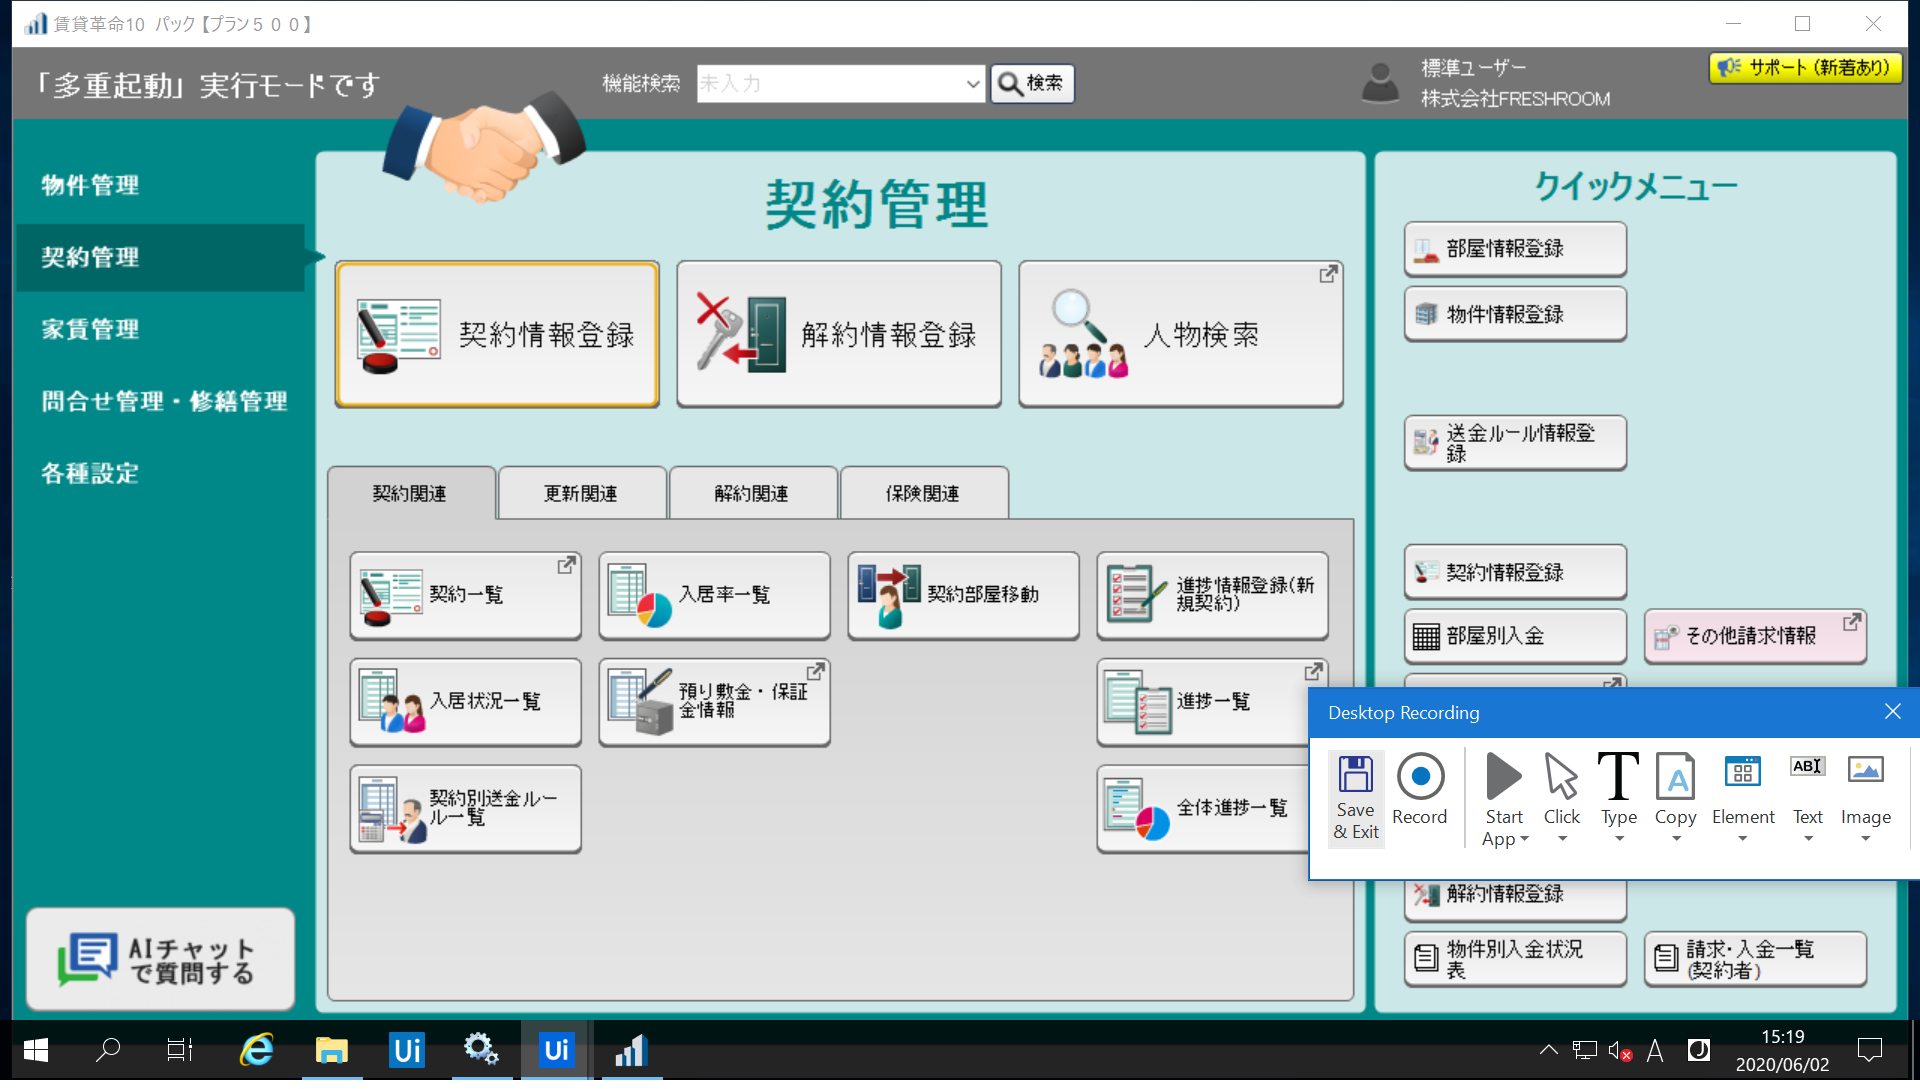 賃貸革命10 パック【プラン５００】
「多重起動」実行モードです
機能検索
未入力
検索
標準ユーザー
株式会社FRESHROOM
サポート（新着あり）
物件管理
契約管理
家賃管理
問合せ管理・修繕管理
各種設定
AIチャット
で質問する
契約管理
契約情報登録
解約情報登録
人物検索
契約関連
更新関連
解約関連
保険関連
契約一覧
入居率一覧
契約部屋移動
進捗情報登録(新
規契約)
入居状況一覧
預り敷金・保証
金情報
進捗一覧
契約別送金ルー
ル一覧
全体進捗一覧
クイックメニュー
部屋情報登録
物件情報登録
送金ルール情報登
録
契約情報登録
部屋別入金
その他請求情報
解約情報登録
物件別入金状況
表
請求･入金一覧
(契約者)
Desktop Recording
Save
& Exit
Record
Start
App
Click
Type
Copy
Element
Text
Image
Ui
Ui
A
15:19
2020/06/02